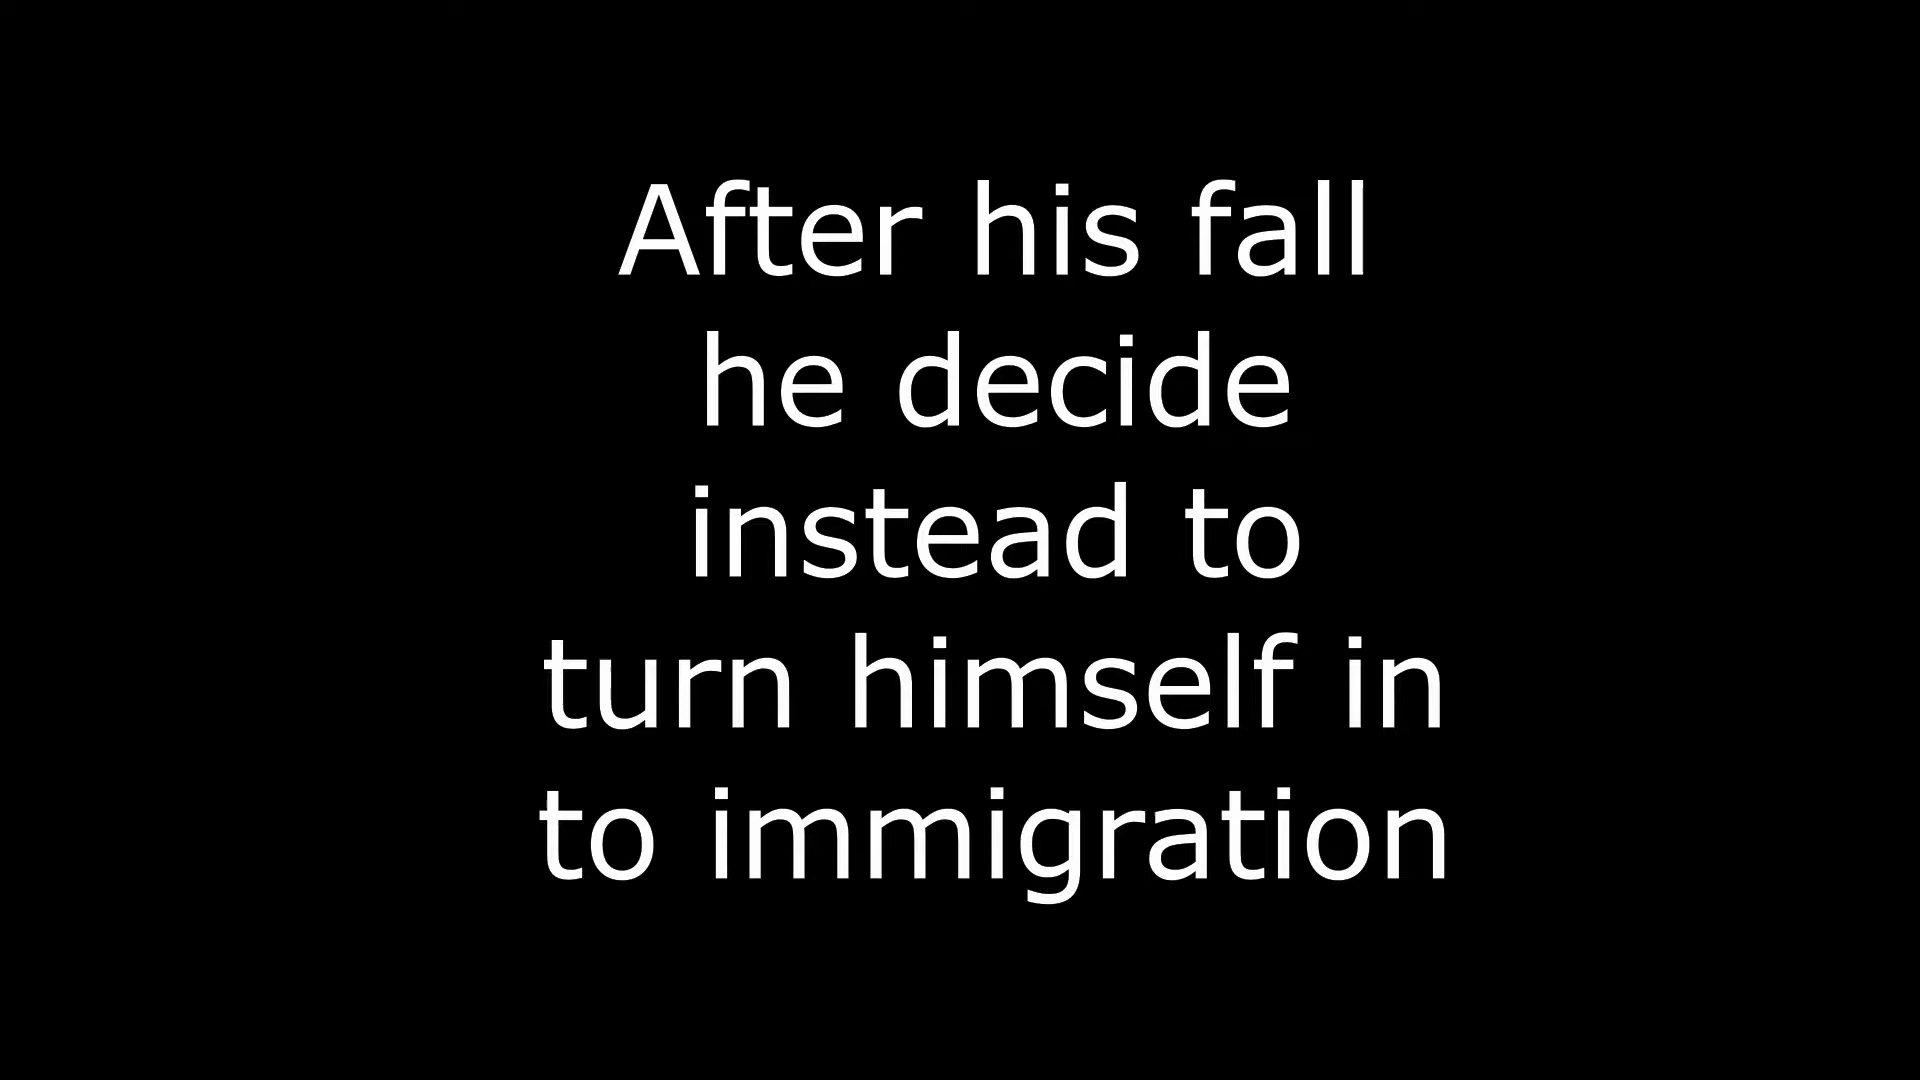 After his fall
he decide
instead to
turn himself in
to immigration